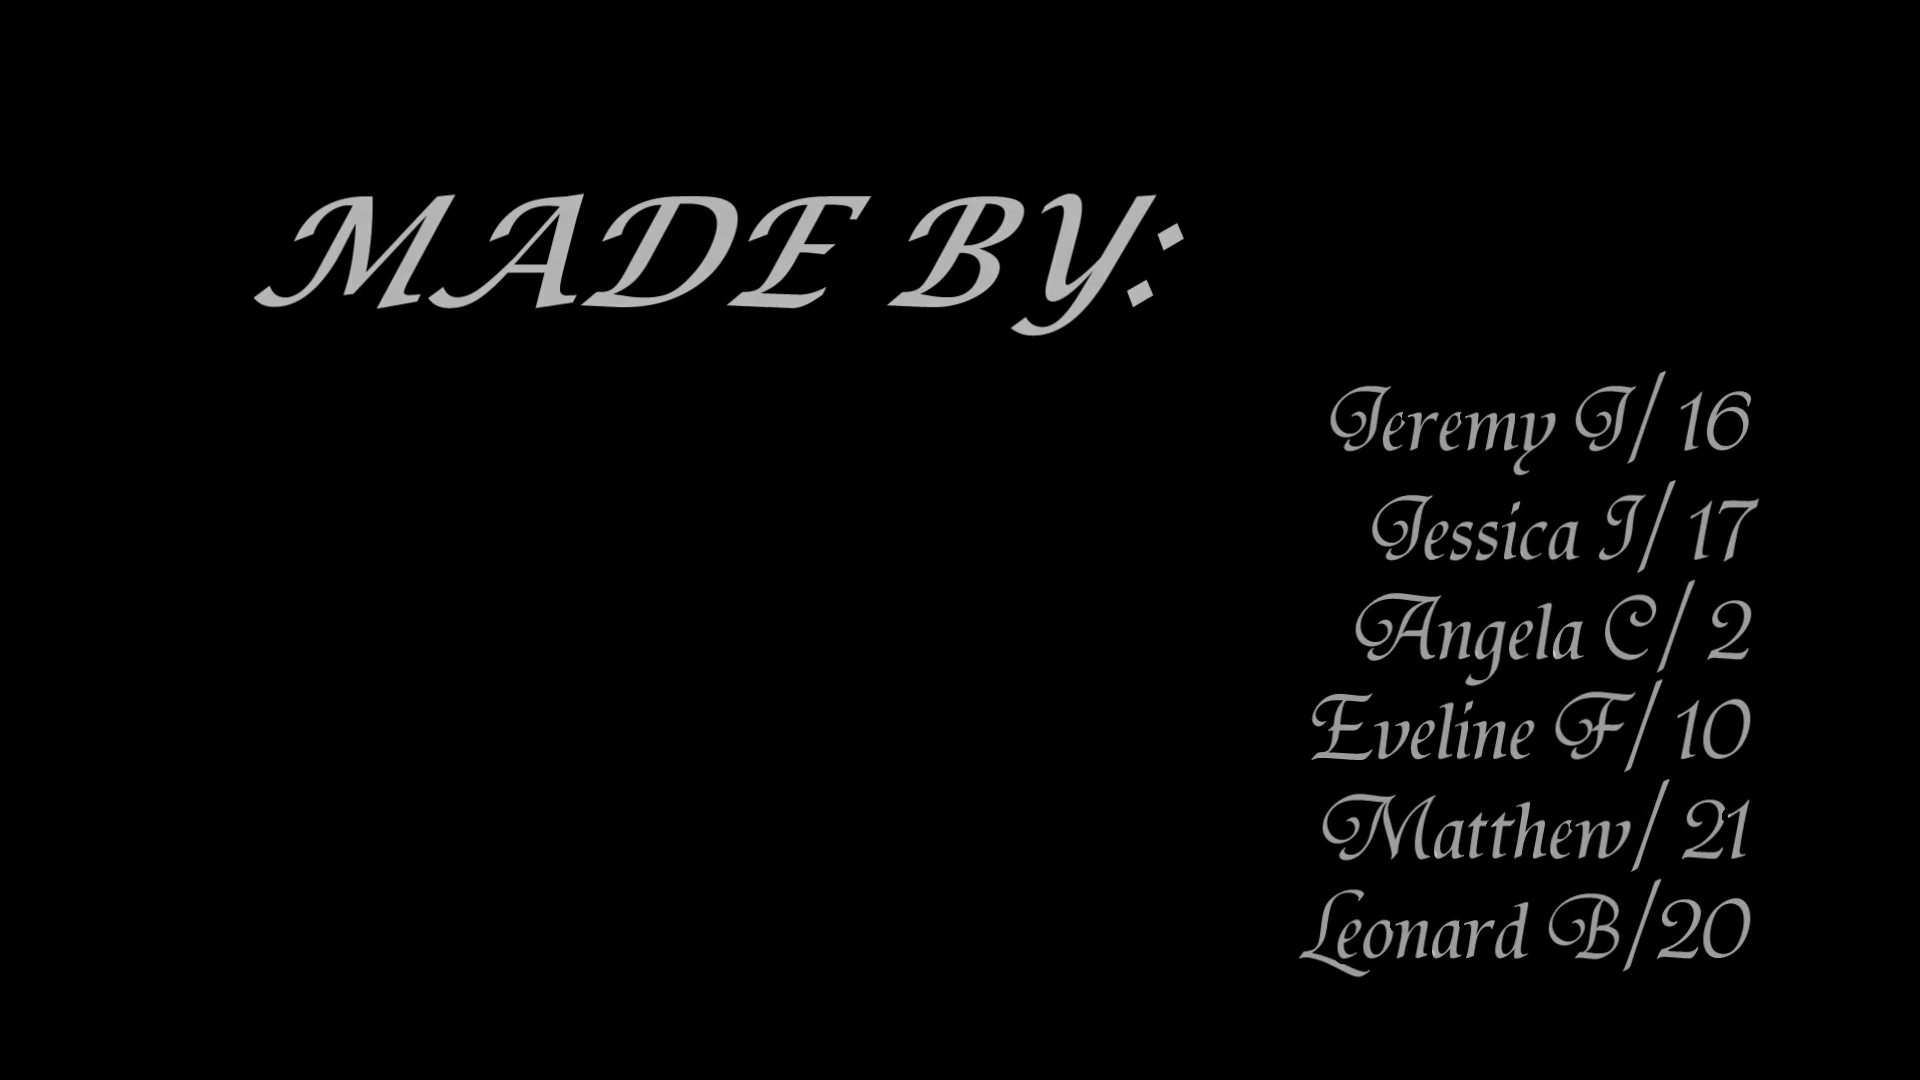 MADE BY:
Jeremy J/ 16
Jessica I/ 17
Angela C/ 2
Eveline F/ 10
Matthew/ 21
Leonard B/20